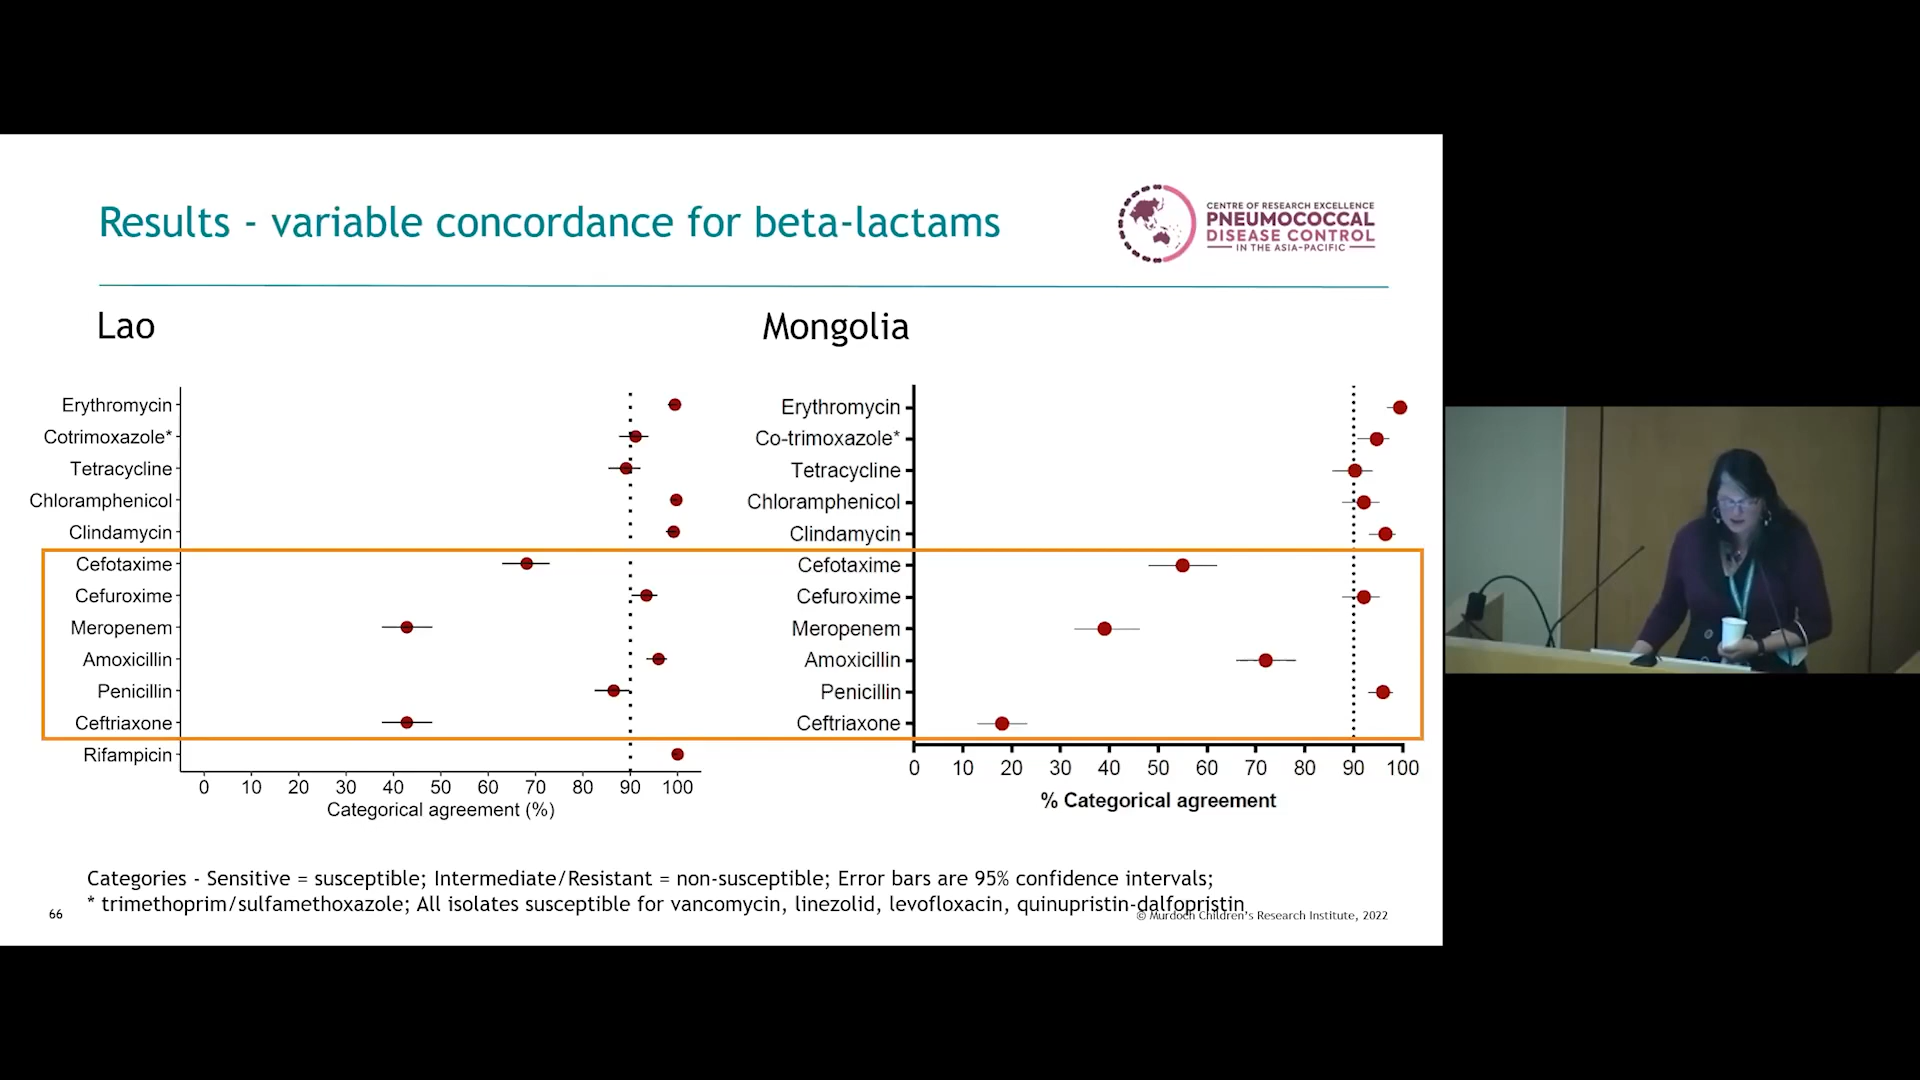 Results - variable concordance for beta-lactams
CENTRE OF RESEARCH EXCELLENCE
PNEUMOCOCCAL
DISEASE CONTROL
IN THE ASIA-PACIFIC
Lao
Mongolia
Erythromycin
Cotrimoxazole*
Tetracycline
Chloramphenicol
Clindamycin
Cefotaxime
Cefuroxime
Meropenem
Amoxicillin
Penicillin
Ceftriaxone
Rifampicin
0 10 20 30 40 50 60 70 80 90 100
Categorical agreement (%)
Erythromycin
Co-trimoxazole*
Tetracycline
Chloramphenicol
Clindamycin
Cefotaxime
Cefuroxime
Meropenem
Amoxicillin
Penicillin
Ceftriaxone
0 10 20 30 40 50 60 70 80 90 100
% Categorical agreement
Categories - Sensitive = susceptible; Intermediate/Resistant = non-susceptible; Error bars are 95% confidence intervals;
* trimethoprim/sulfamethoxazole; All isolates susceptible for vancomycin, linezolid, levofloxacin, quinupristin-dalfopristin
66
© Murdoch Children's Research Institute, 2022